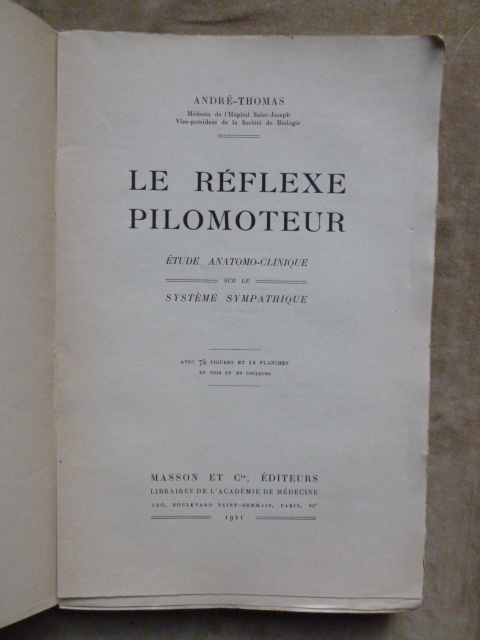 ANDRÉ-THOMAS
Médecin de l'Hôpital Saint-Joseph
Vice-président de la Société de Biologie
LE RÉFLEXE
PILOMOTEUR
ÉTUDE ANATOMO-CLINIQUE
SUR LE
SYSTÈME SYMPATHIQUE
AVEC 74 FIGURES ET 12 PLANCHES
EN NOIR ET EN COULEURS
MASSON ET Cie, ÉDITEURS
LIBRAIRES DE L'ACADÉMIE DE MÉDECINE
120, BOULEVARD SAINT-GERMAIN, PARIS, VIe
1921